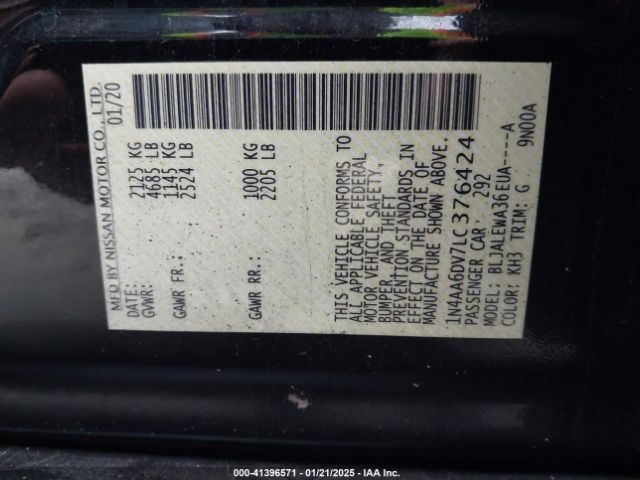 MFD BY NISSAN MOTOR CO., LTD.
DATE: 01/20
GVWR: 2125 KG
4685 LB
GAWR FR: 1145 KG
2524 LB
GAWR RR: 1000 KG
2205 LB
THIS VEHICLE CONFORMS TO
ALL APPLICABLE FEDERAL
MOTOR VEHICLE SAFETY,
BUMPER, AND THEFT
PREVENTION STANDARDS IN
EFFECT ON THE DATE OF
MANUFACTURE SHOWN ABOVE.
1N4AA6DV7LC376424
PASSENGER CAR 292
MODEL: BLJALEWA36EUA-----A
COLOR: KH3 TRIM: G 9N00A
000-41396571 — 01/21/2025 — IAA Inc.